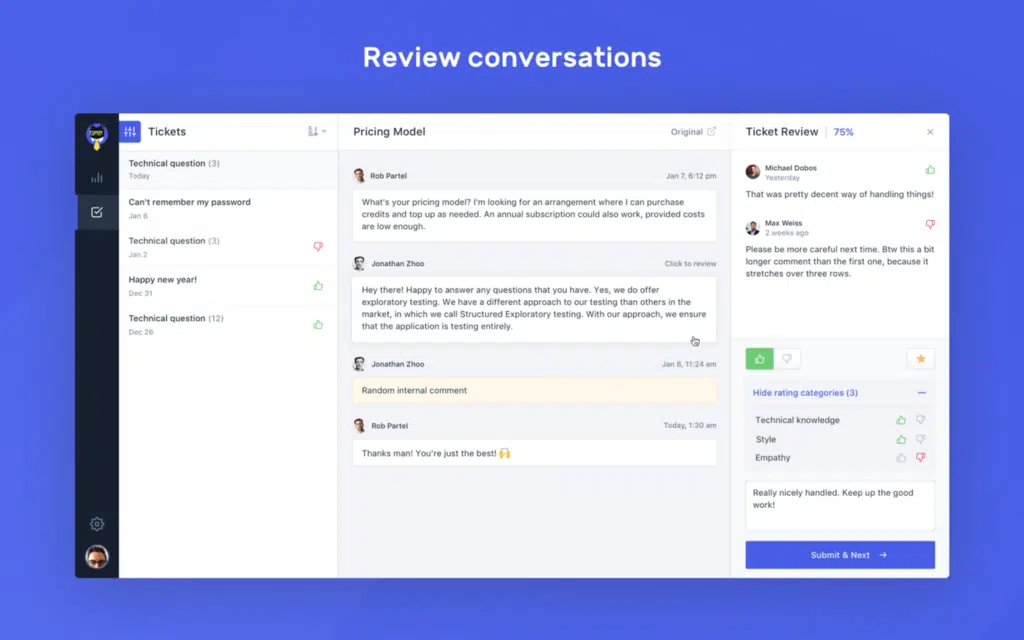 Review conversations
Tickets
Technical question (3)
Today
Can't remember my password
Jan 6
Technical question (3)
Jan 2
Happy new year!
Dec 31
Technical question (12)
Dec 26
Pricing Model
Original
Rob Partel
Jan 7, 6:12 pm
What's your pricing model? I'm looking for an arrangement where I can purchase
credits and top up as needed. An annual subscription could also work, provided costs
are low enough.
Jonathan Zhoo
Click to review
Hey there! Happy to answer any questions that you have. Yes, we do offer
exploratory testing. We have a different approach to our testing than others in the
market, in which we call Structured Exploratory testing. With our approach, we ensure
that the application is testing entirely.
Jonathan Zhoo
Jan 8, 11:24 am
Random internal comment
Rob Partel
Today, 1:30 am
Thanks man! You're just the best! 🙌
Ticket Review
75%
Michael Dobos
Yesterday
That was pretty decent way of handling things!
Max Weiss
2 weeks ago
Please be more careful next time. Btw this a bit
longer comment than the first one, because it
stretches over three rows.
Hide rating categories (3)
Technical knowledge
Style
Empathy
Really nicely handled. Keep up the good
work!
Submit & Next →